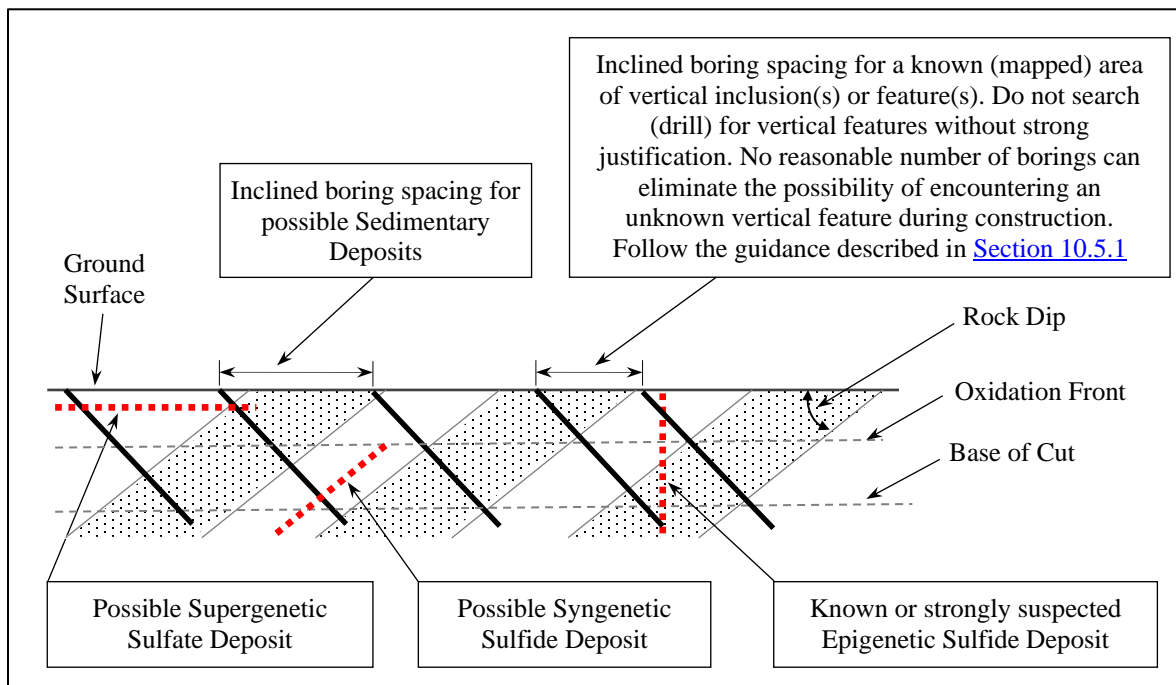 Inclined boring spacing for a known (mapped) area
of vertical inclusion(s) or feature(s). Do not search
(drill) for vertical features without strong
justification. No reasonable number of borings can
eliminate the possibility of encountering an
unknown vertical feature during construction.
Follow the guidance described in Section 10.5.1
Inclined boring spacing for
possible Sedimentary
Deposits
Ground
Surface
Rock Dip
Oxidation Front
Base of Cut
Possible Supergenetic
Sulfate Deposit
Possible Syngenetic
Sulfide Deposit
Known or strongly suspected
Epigenetic Sulfide Deposit